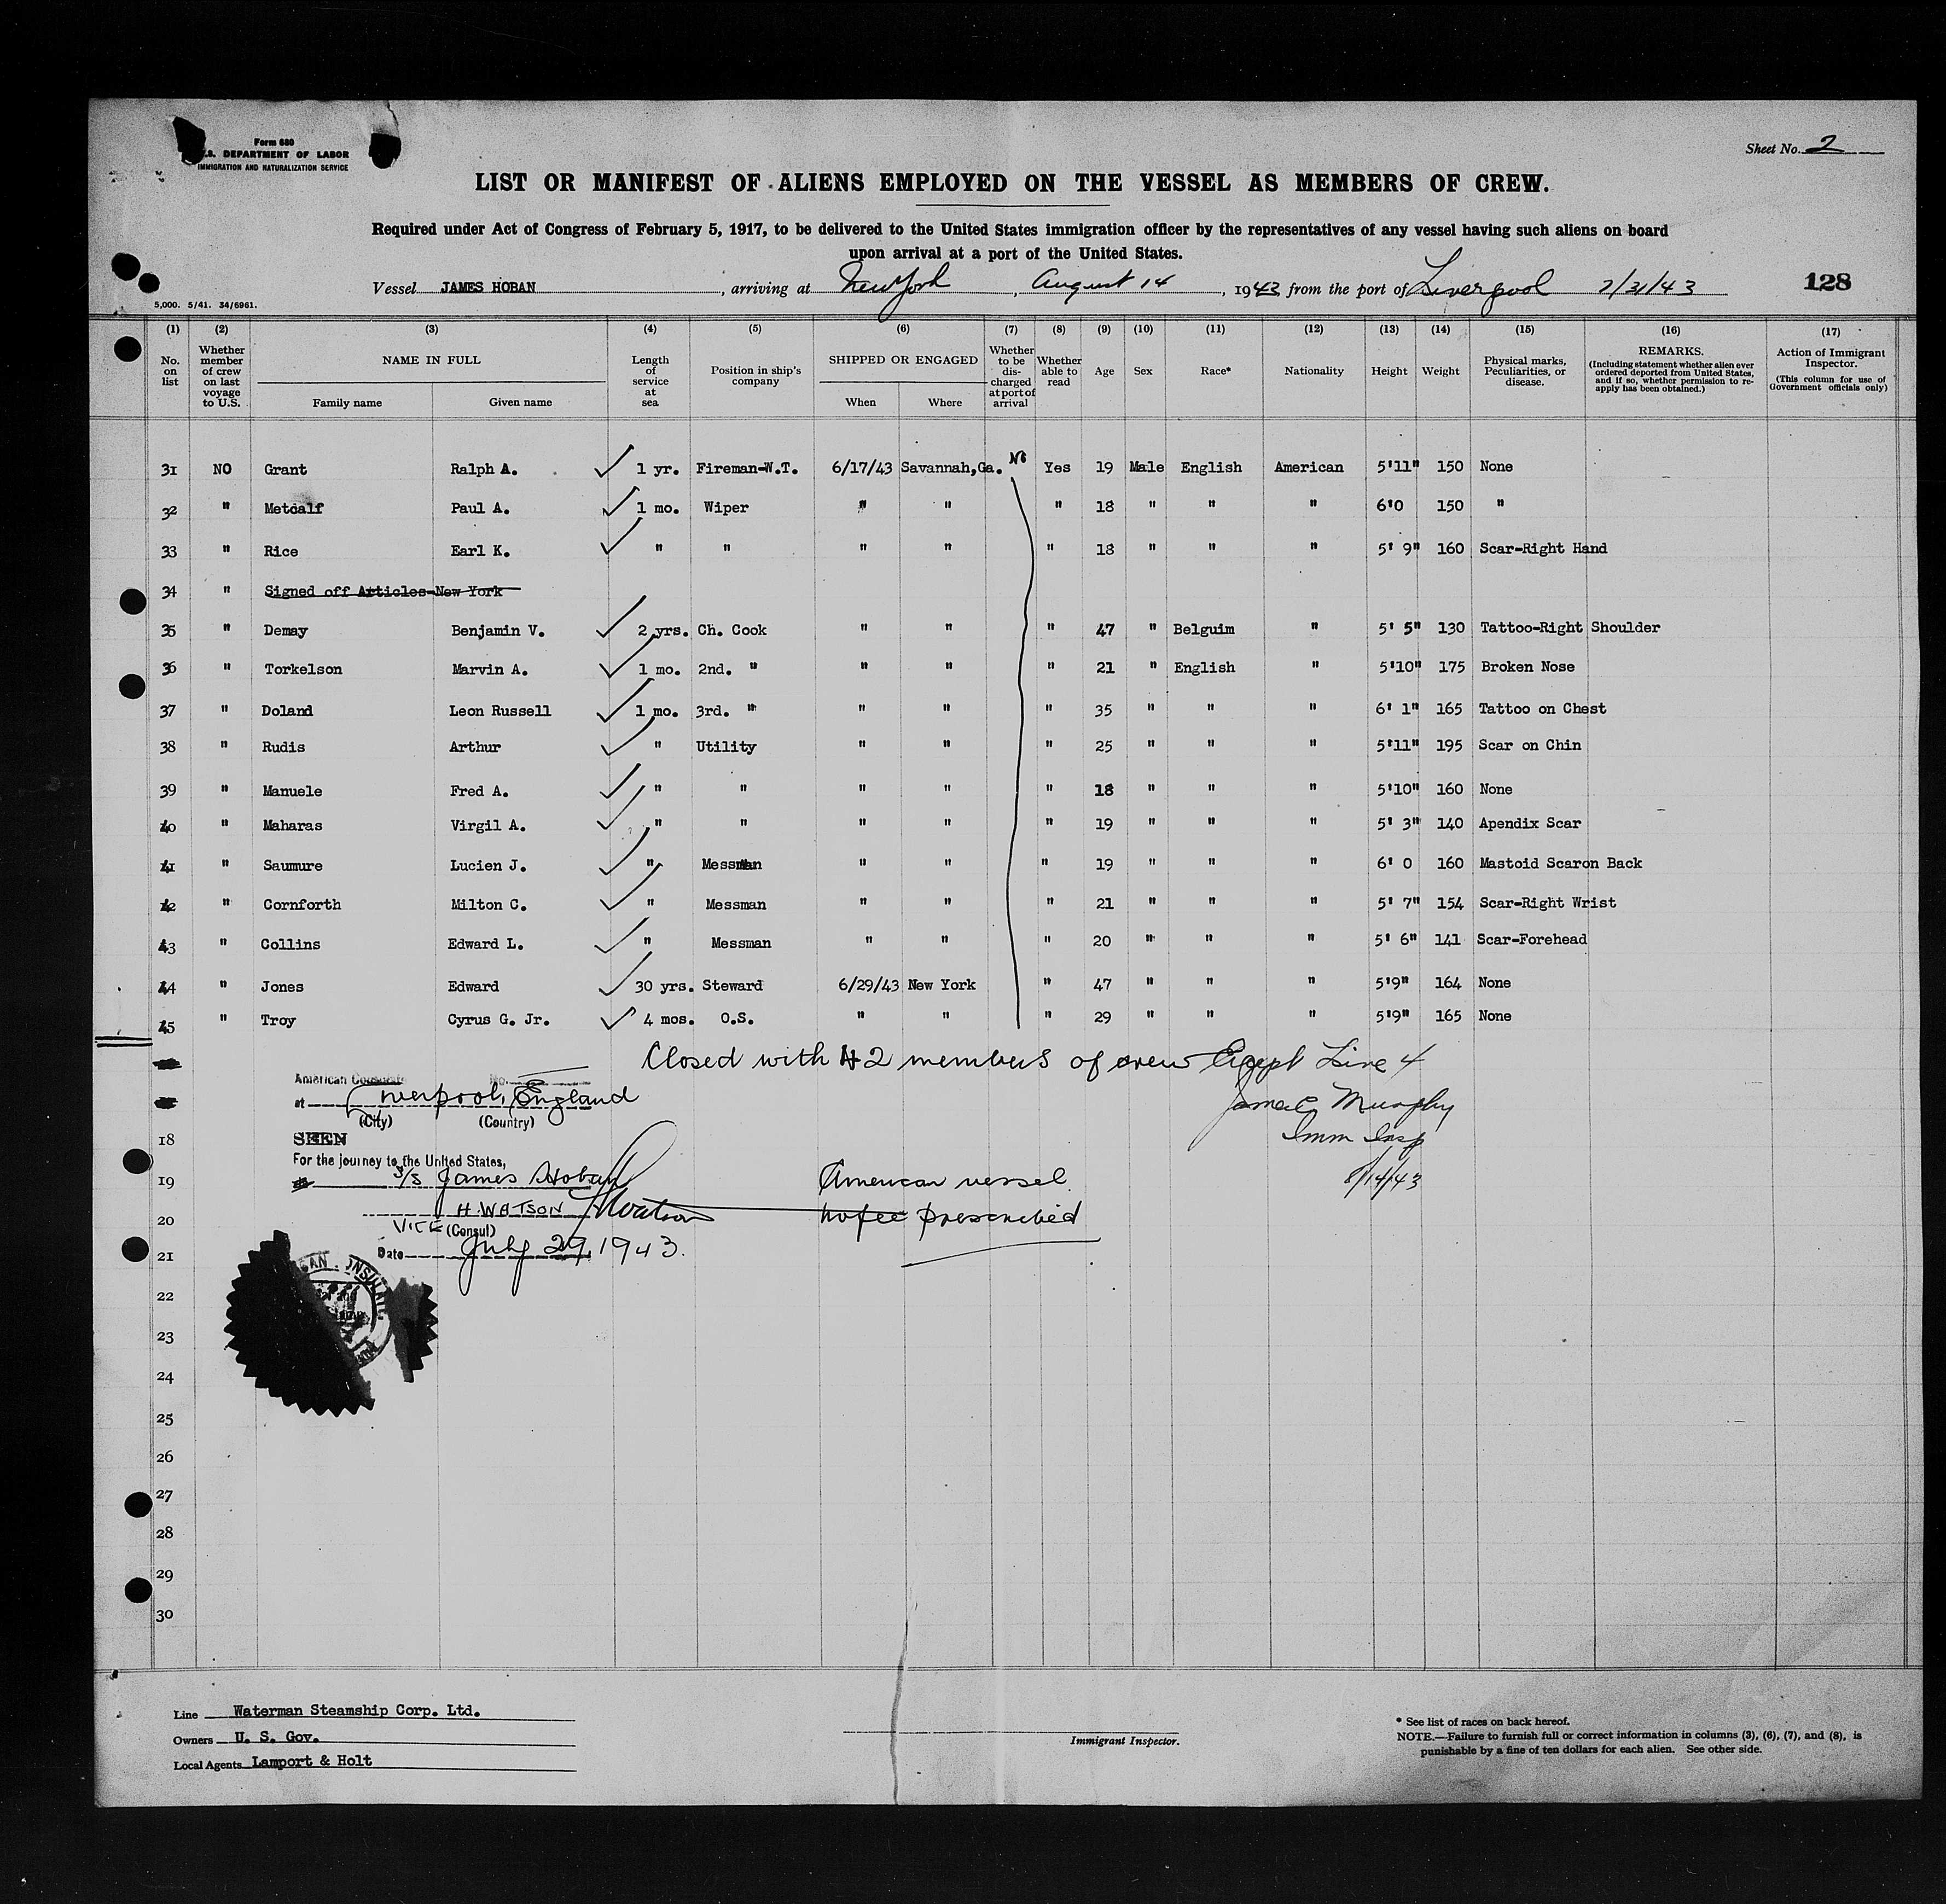 Form 680
U.S. DEPARTMENT OF LABOR
IMMIGRATION AND NATURALIZATION SERVICE
Sheet No. 2
LIST OR MANIFEST OF ALIENS EMPLOYED ON THE VESSEL AS MEMBERS OF CREW.
Required under Act of Congress of February 5, 1917, to be delivered to the United States immigration officer by the representatives of any vessel having such aliens on board
upon arrival at a port of the United States.
Vessel JAMES HOBAN, arriving at New York, August 14, 1943 from the port of Liverpool 7/31/43
128
5,000. 5/41. 34/6961.
(1) (2) (3) (4) (5) (6) (7) (8) (9) (10) (11) (12) (13) (14) (15) (16) (17)
No. on list
Whether member of crew on last voyage to U.S.
NAME IN FULL
Family name Given name
Length of service at sea
Position in ship's company
SHIPPED OR ENGAGED
When Where
Whether to be discharged at port of arrival
Whether able to read
Age
Sex
Race*
Nationality
Height
Weight
Physical marks, Peculiarities, or disease.
REMARKS.
(Including statement whether alien ever ordered deported from United States, and if so, whether permission to reapply has been obtained.)
Action of Immigrant Inspector.
(This column for use of Government officials only)
31 NO Grant Ralph A. ✓ 1 yr. Fireman-W.T. 6/17/43 Savannah,Ga. No Yes 19 Male English American 5'11" 150 None
32 " Metcalf Paul A. ✓ 1 mo. Wiper " " " 18 " " " 6'0 150 "
33 " Rice Earl K. ✓ " " " " " 18 " " " 5' 9" 160 Scar-Right Hand
34 " Signed off Articles-New York
35 " Demay Benjamin V. ✓ 2 yrs. Ch. Cook " " " 47 " Belguim " 5' 5" 130 Tattoo-Right Shoulder
36 " Torkelson Marvin A. ✓ 1 mo. 2nd. " " " " 21 " English " 5'10" 175 Broken Nose
37 " Doland Leon Russell ✓ 1 mo. 3rd. " " " " 35 " " " 6' 1" 165 Tattoo on Chest
38 " Rudis Arthur ✓ " Utility " " " 25 " " " 5'11" 195 Scar on Chin
39 " Manuele Fred A. ✓ " " " " " 18 " " " 5'10" 160 None
40 " Maharas Virgil A. ✓ " " " " " 19 " " " 5' 3" 140 Apendix Scar
41 " Saumure Lucien J. ✓ " Messman " " " 19 " " " 6' 0 160 Mastoid Scaron Back
42 " Cornforth Milton C. ✓ " Messman " " " 21 " " " 5' 7" 154 Scar-Right Wrist
43 " Collins Edward L. ✓ " Messman " " " 20 " " " 5' 6" 141 Scar-Forehead
44 " Jones Edward ✓ 30 yrs. Steward 6/29/43 New York " 47 " " " 5'9" 164 None
45 " Troy Cyrus G. Jr. ✓ 4 mos. O.S. " " " 29 " " " 5'9" 165 None
Closed with 42 members of crew Except Line 4
James Murphy
Imm Insp
8/14/43
American Consulate No.
at Liverpool, England
(City) (Country)
18 SEEN
For the journey to the United States,
19 S/S James Hoban
American vessel
H. WATSON HWatson
20 no fee prescribed
VICE (Consul)
21 Date July 29, 1943.
22
23
24
25
26
27
28
29
30
Line Waterman Steamship Corp. Ltd.
Owners U. S. Gov.
Local Agents Lamport & Holt
Immigrant Inspector.
* See list of races on back hereof.
NOTE.—Failure to furnish full or correct information in columns (3), (6), (7), and (8), is
punishable by a fine of ten dollars for each alien. See other side.